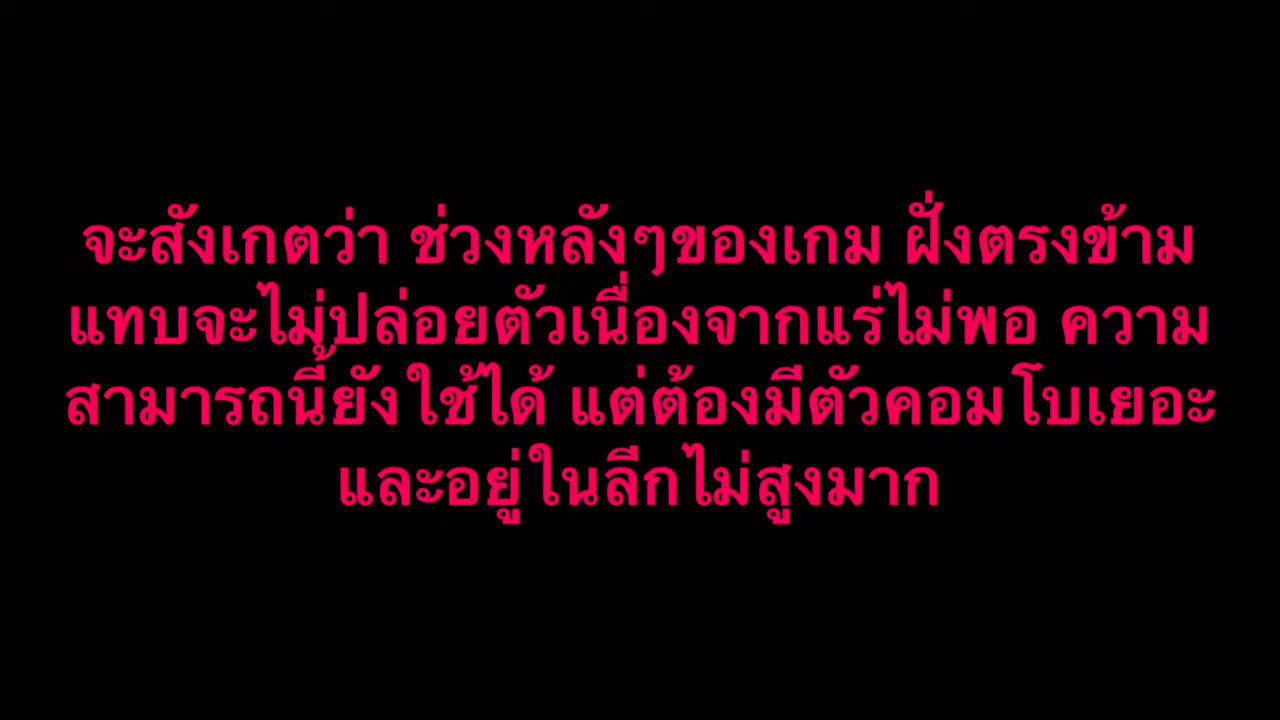 จะสังเกตว่า ช่วงหลังๆของเกม ฝั่งตรงข้าม
แทบจะไม่ปล่อยตัวเนื่องจากแร่ไม่พอ ความ
สามารถนี้ยังใช้ได้ แต่ต้องมีตัวคอมโบเยอะ
และอยู่ในลีกไม่สูงมาก